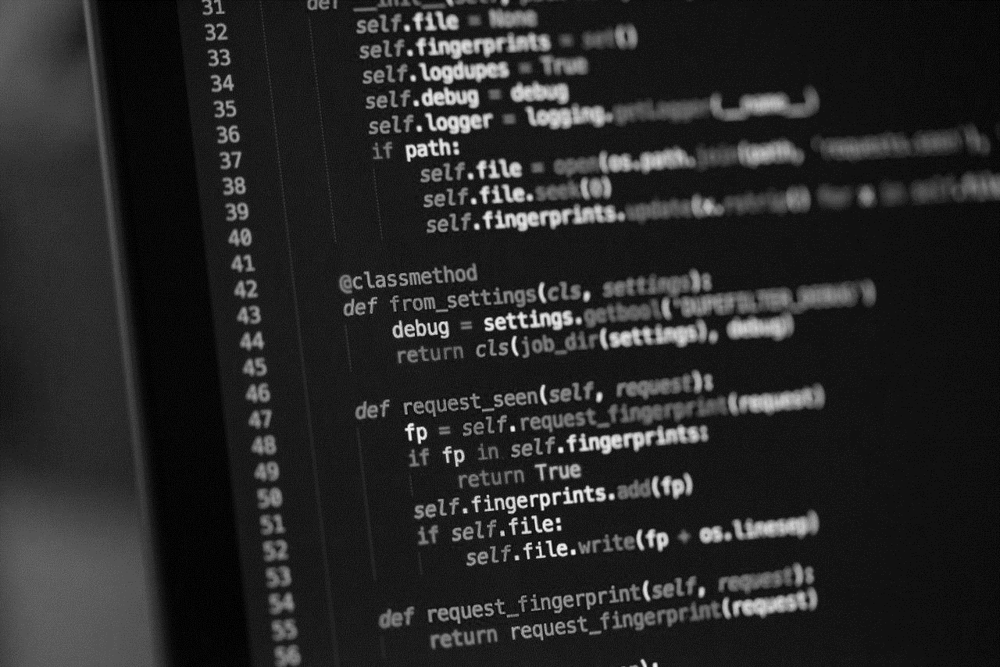 31 def __init__(self,
32 self.file = None
33 self.fingerprints = set()
34 self.logdupes = True
35 self.debug = debug
36 self.logger = logging.getLogger(__name__)
37 if path:
38 self.file = open(os.path.join(path, 'requests.seen'),
39 self.file.seek(0)
40 self.fingerprints.update(x.rstrip() for x in self.file
41
42 @classmethod
43 def from_settings(cls, settings):
44 debug = settings.getbool('DUPEFILTER_DEBUG')
45 return cls(job_dir(settings), debug)
46
47 def request_seen(self, request):
48 fp = self.request_fingerprint(request)
49 if fp in self.fingerprints:
50 return True
51 self.fingerprints.add(fp)
52 if self.file:
53 self.file.write(fp + os.linesep)
54
55 def request_fingerprint(self, request):
56 return request_fingerprint(request)